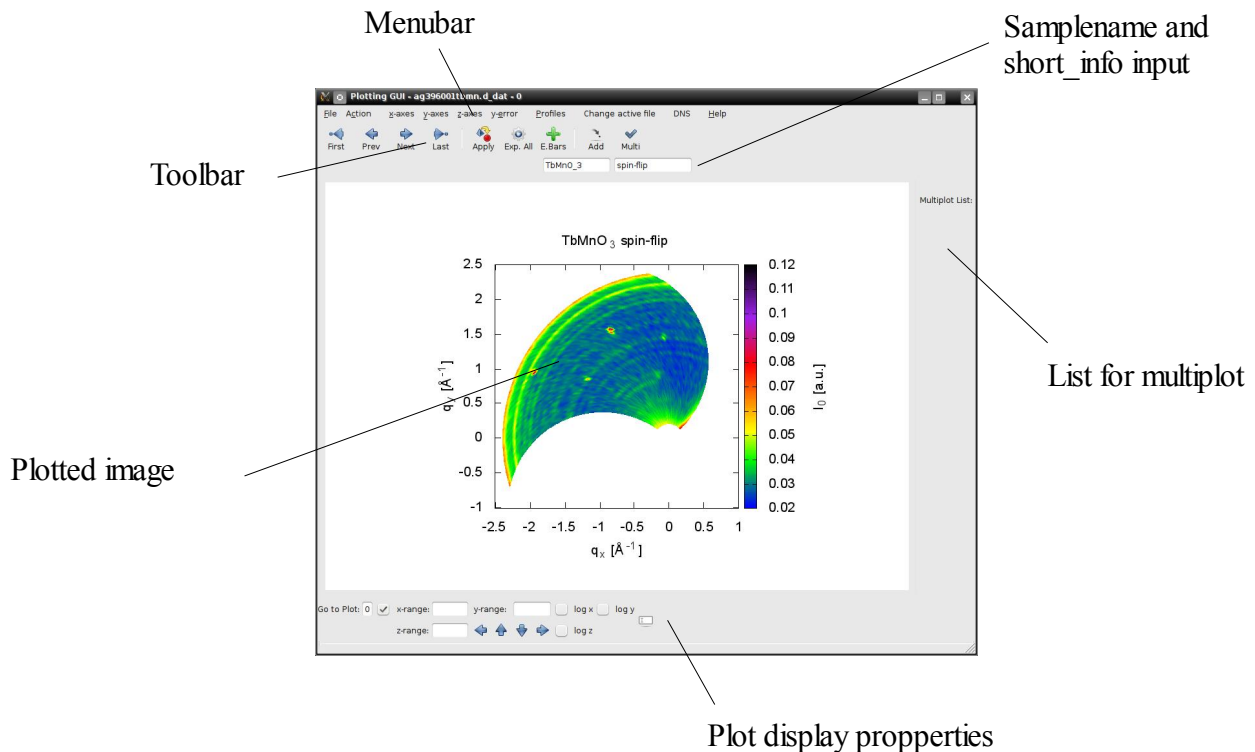 Menubar
Samplename and
short_info input
Plotting GUI - ag396001tbmn.d_dat - 0
File Action x-axes y-axes z-axes y-error Profiles Change active file DNS Help
First Prev Next Last Apply Exp. All E.Bars Add Multi
TbMnO_3 spin-flip
Toolbar
Multiplot List:
TbMnO 3 spin-flip
2.5
2
1.5
1
0.5
0
-0.5
-1
q y [Å-1]
-2.5 -2 -1.5 -1 -0.5 0 0.5 1
q x [Å-1]
0.12
0.11
0.10
0.09
0.08
0.07
0.06
0.05
0.04
0.03
0.02
I 0 [a.u.]
List for multiplot
Plotted image
Go to Plot: 0 x-range: y-range: log x log y
z-range: log z
Plot display propperties